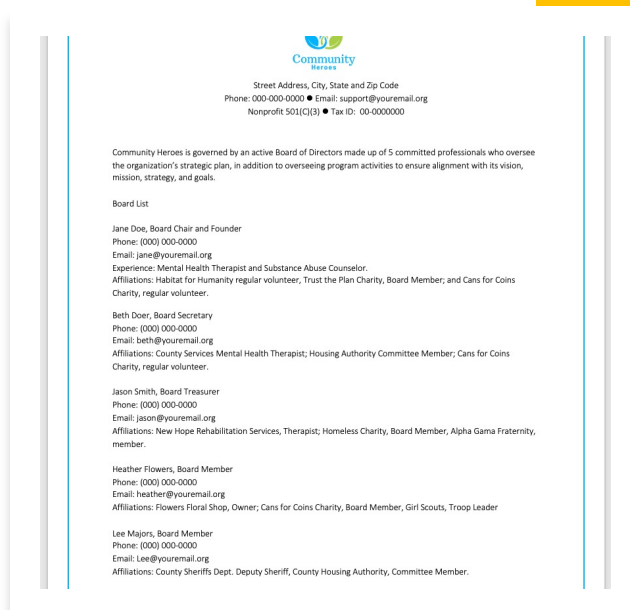 Community
Heroes
Street Address, City, State and Zip Code
Phone: 000-000-0000 ● Email: support@youremail.org
Nonprofit 501(C)(3) ● Tax ID: 00-0000000
Community Heroes is governed by an active Board of Directors made up of 5 committed professionals who oversee
the organization's strategic plan, in addition to overseeing program activities to ensure alignment with its vision,
mission, strategy, and goals.
Board List
Jane Doe, Board Chair and Founder
Phone: (000) 000-0000
Email: jane@youremail.org
Experience: Mental Health Therapist and Substance Abuse Counselor.
Affiliations: Habitat for Humanity regular volunteer, Trust the Plan Charity, Board Member; and Cans for Coins
Charity, regular volunteer.
Beth Doer, Board Secretary
Phone: (000) 000-0000
Email: beth@youremail.org
Affiliations: County Services Mental Health Therapist; Housing Authority Committee Member; Cans for Coins
Charity, regular volunteer.
Jason Smith, Board Treasurer
Phone: (000) 000-0000
Email: jason@youremail.org
Affiliations: New Hope Rehabilitation Services, Therapist; Homeless Charity, Board Member, Alpha Gama Fraternity,
member.
Heather Flowers, Board Member
Phone: (000) 000-0000
Email: heather@youremail.org
Affiliations: Flowers Floral Shop, Owner; Cans for Coins Charity, Board Member, Girl Scouts, Troop Leader
Lee Majors, Board Member
Phone: (000) 000-0000
Email: Lee@youremail.org
Affiliations: County Sheriffs Dept. Deputy Sheriff, County Housing Authority, Committee Member.